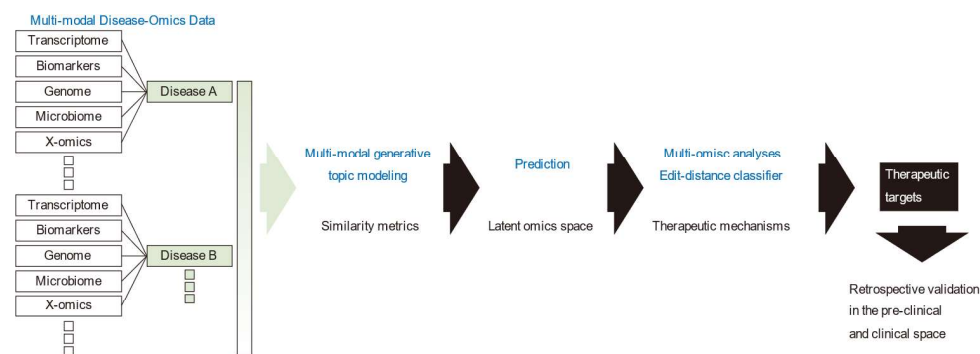 Multi-modal Disease-Omics Data
Transcriptome
Biomarkers
Genome
Microbiome
X-omics
Disease A
Transcriptome
Biomarkers
Genome
Microbiome
X-omics
Disease B
Multi-modal generative
topic modeling
Similarity metrics
Prediction
Latent omics space
Multi-omisc analyses
Edit-distance classifier
Therapeutic mechanisms
Therapeutic
targets
Retrospective validation
in the pre-clinical
and clinical space